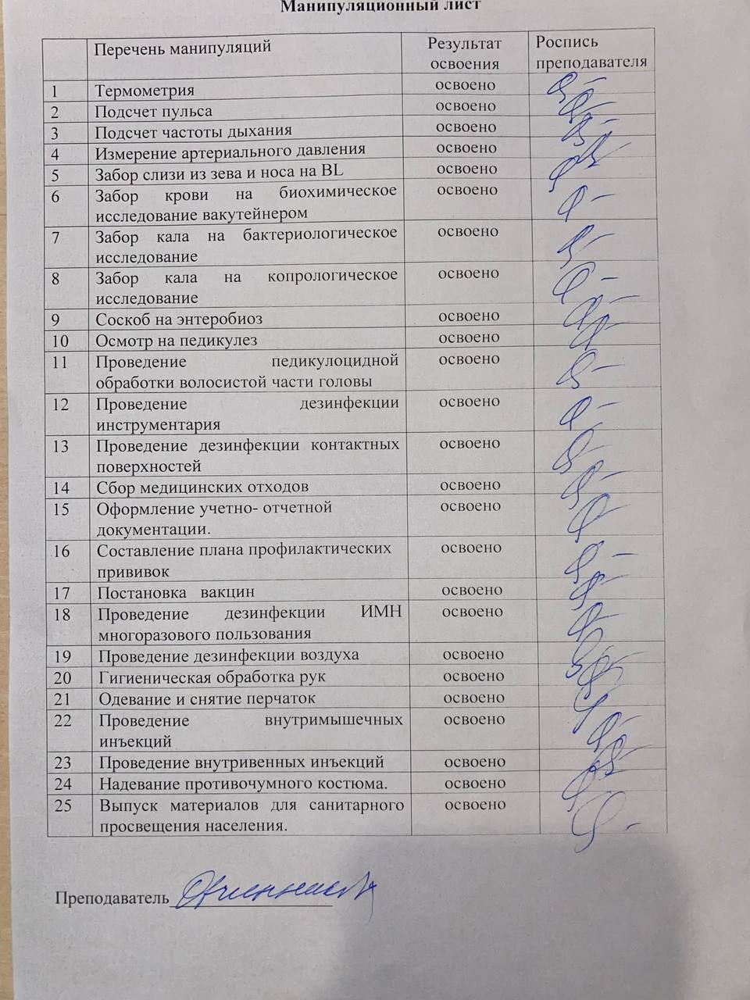 Манипуляционный лист
Перечень манипуляций Результат Роспись
освоения преподавателя
1 Термометрия освоено
2 Подсчет пульса освоено
3 Подсчет частоты дыхания освоено
4 Измерение артериального давления освоено
5 Забор слизи из зева и носа на BL освоено
6 Забор крови на биохимическое освоено
исследование вакутейнером
7 Забор кала на бактериологическое освоено
исследование
8 Забор кала на копрологическое освоено
исследование
9 Соскоб на энтеробиоз освоено
10 Осмотр на педикулез освоено
11 Проведение педикулоцидной освоено
обработки волосистой части головы
12 Проведение дезинфекции освоено
инструментария
13 Проведение дезинфекции контактных освоено
поверхностей
14 Сбор медицинских отходов освоено
15 Оформление учетно- отчетной освоено
документации.
16 Составление плана профилактических освоено
прививок
17 Постановка вакцин освоено
18 Проведение дезинфекции ИМН освоено
многоразового пользования
19 Проведение дезинфекции воздуха освоено
20 Гигиеническая обработка рук освоено
21 Одевание и снятие перчаток освоено
22 Проведение внутримышечных освоено
инъекций
23 Проведение внутривенных инъекций освоено
24 Надевание противочумного костюма. освоено
25 Выпуск материалов для санитарного освоено
просвещения населения.
Преподаватель